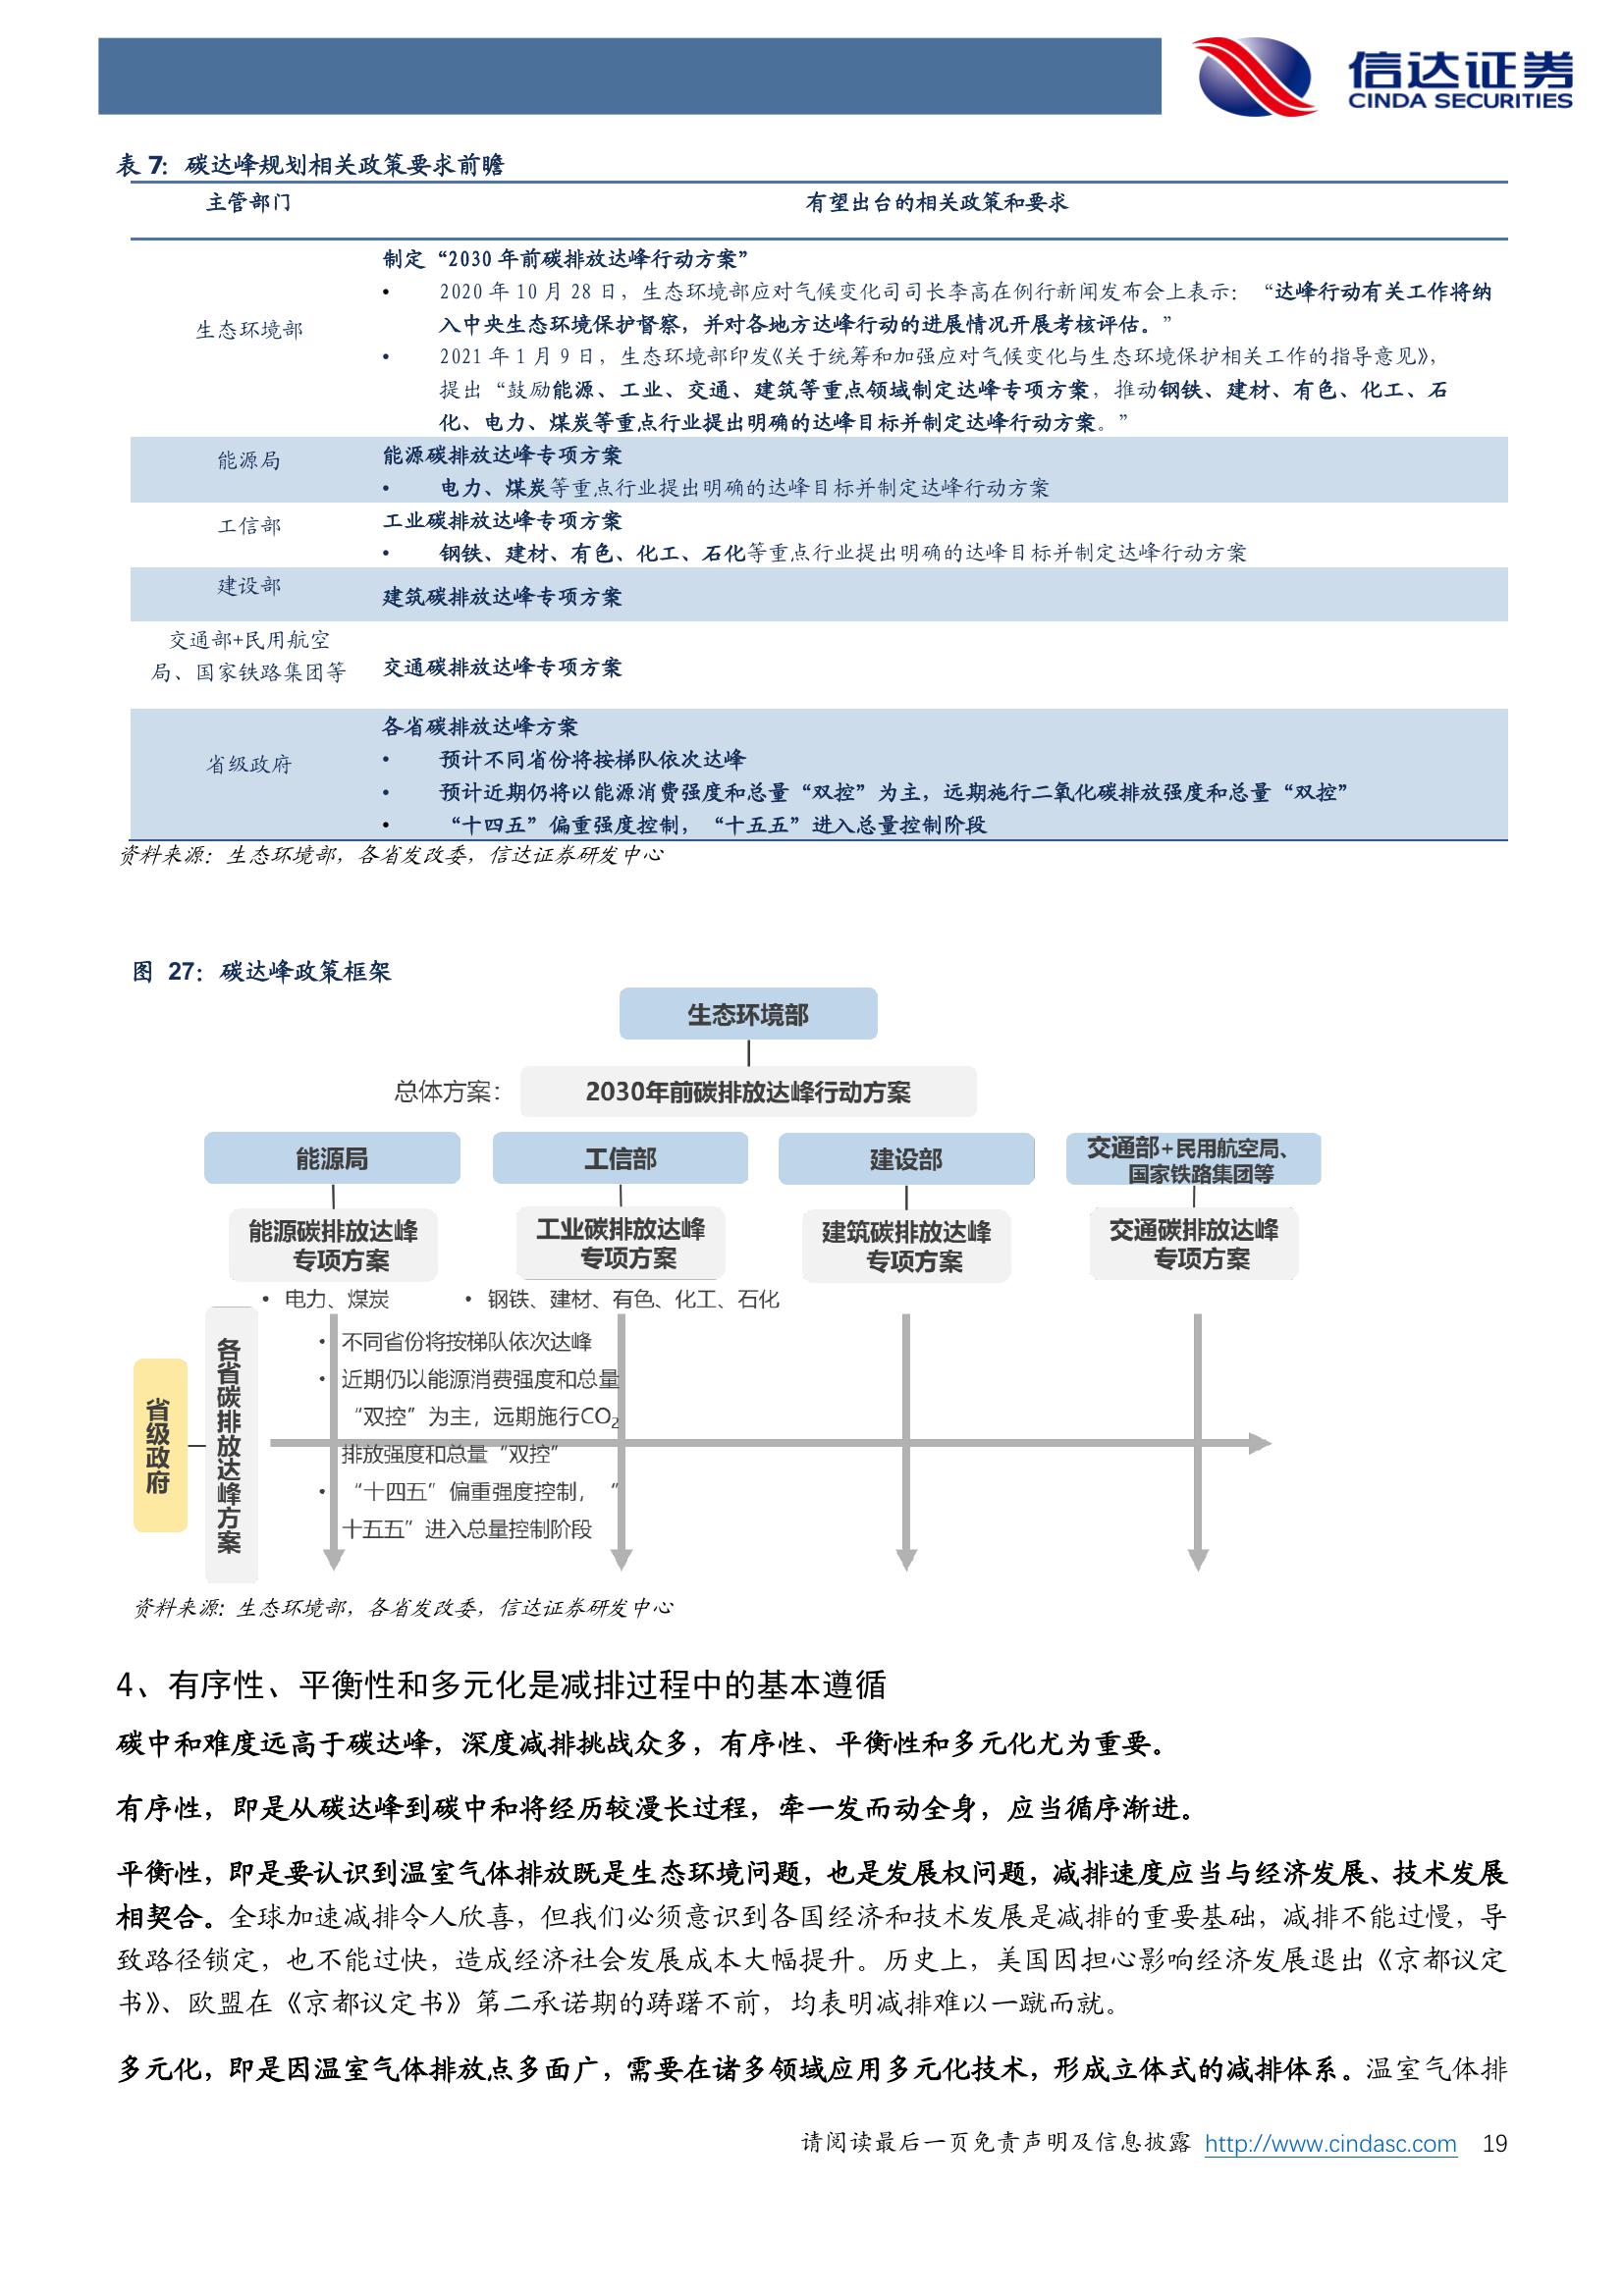 信达证券
CINDA SECURITIES
表 7：碳达峰规划相关政策要求前瞻
主管部门 有望出台的相关政策和要求
制定“2030 年前碳排放达峰行动方案”
• 2020 年 10 月 28 日，生态环境部应对气候变化司司长李高在例行新闻发布会上表示：“达峰行动有关工作将纳
生态环境部 入中央生态环境保护督察，并对各地方达峰行动的进展情况开展考核评估。”
• 2021 年 1 月 9 日，生态环境部印发《关于统筹和加强应对气候变化与生态环境保护相关工作的指导意见》，
提出“鼓励能源、工业、交通、建筑等重点领域制定达峰专项方案，推动钢铁、建材、有色、化工、石
化、电力、煤炭等重点行业提出明确的达峰目标并制定达峰行动方案。”
能源局 能源碳排放达峰专项方案
• 电力、煤炭等重点行业提出明确的达峰目标并制定达峰行动方案
工信部 工业碳排放达峰专项方案
• 钢铁、建材、有色、化工、石化等重点行业提出明确的达峰目标并制定达峰行动方案
建设部 建筑碳排放达峰专项方案
交通部+民用航空
局、国家铁路集团等 交通碳排放达峰专项方案
各省碳排放达峰方案
• 预计不同省份将按梯队依次达峰
省级政府
• 预计近期仍将以能源消费强度和总量“双控”为主，远期施行二氧化碳排放强度和总量“双控”
• “十四五”偏重强度控制，“十五五”进入总量控制阶段
资料来源：生态环境部，各省发改委，信达证券研发中心
图 27：碳达峰政策框架
生态环境部
总体方案： 2030年前碳排放达峰行动方案
能源局 工信部 建设部 交通部+民用航空局、
国家铁路集团等
能源碳排放达峰
专项方案
工业碳排放达峰
专项方案
建筑碳排放达峰
专项方案
交通碳排放达峰
专项方案
• 电力、煤炭 • 钢铁、建材、有色、化工、石化
省级政府
各省碳排放达峰方案
• 不同省份将按梯队依次达峰
• 近期仍以能源消费强度和总量
“双控”为主，远期施行CO₂
排放强度和总量“双控”
• “十四五”偏重强度控制，“
十五五”进入总量控制阶段
资料来源：生态环境部，各省发改委，信达证券研发中心
4、有序性、平衡性和多元化是减排过程中的基本遵循
碳中和难度远高于碳达峰，深度减排挑战众多，有序性、平衡性和多元化尤为重要。
有序性，即是从碳达峰到碳中和将经历较漫长过程，牵一发而动全身，应当循序渐进。
平衡性，即是要认识到温室气体排放既是生态环境问题，也是发展权问题，减排速度应当与经济发展、技术发展
相契合。全球加速减排令人欣喜，但我们必须意识到各国经济和技术发展是减排的重要基础，减排不能过慢，导
致路径锁定，也不能过快，造成经济社会发展成本大幅提升。历史上，美国因担心影响经济发展退出《京都议定
书》、欧盟在《京都议定书》第二承诺期的踌躇不前，均表明减排难以一蹴而就。
多元化，即是因温室气体排放点多面广，需要在诸多领域应用多元化技术，形成立体式的减排体系。温室气体排
请阅读最后一页免责声明及信息披露 http://www.cindasc.com 19